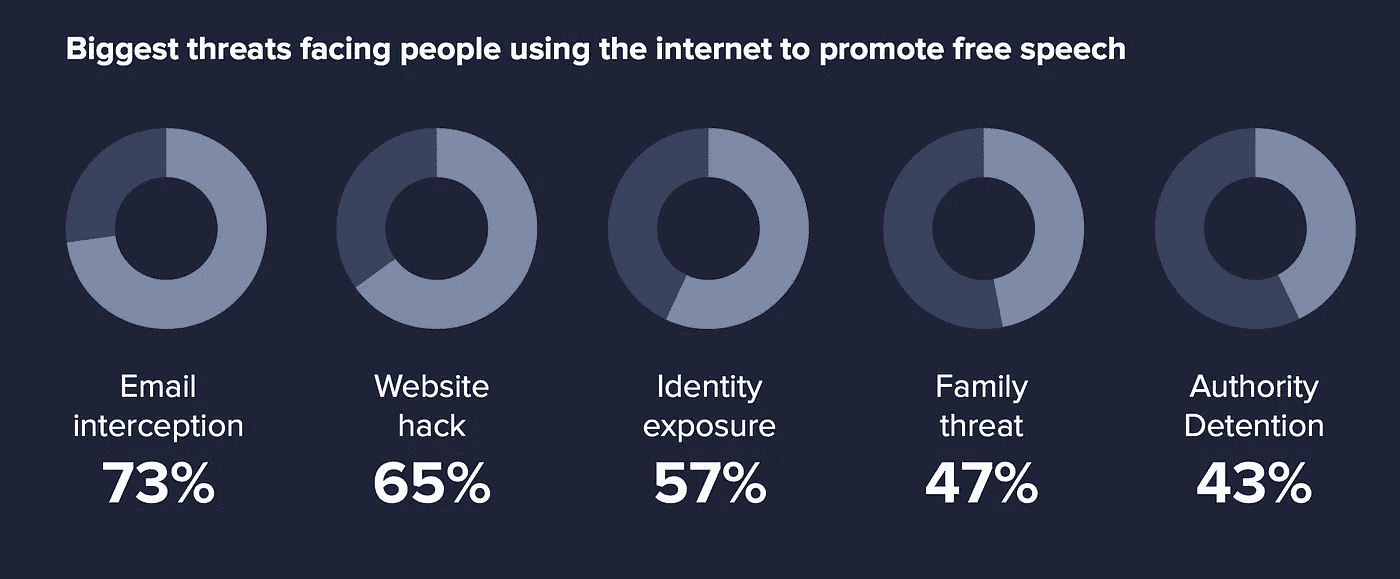 Biggest threats facing people using the internet to promote free speech
Email
interception
73%
Website
hack
65%
Identity
exposure
57%
Family
threat
47%
Authority
Detention
43%